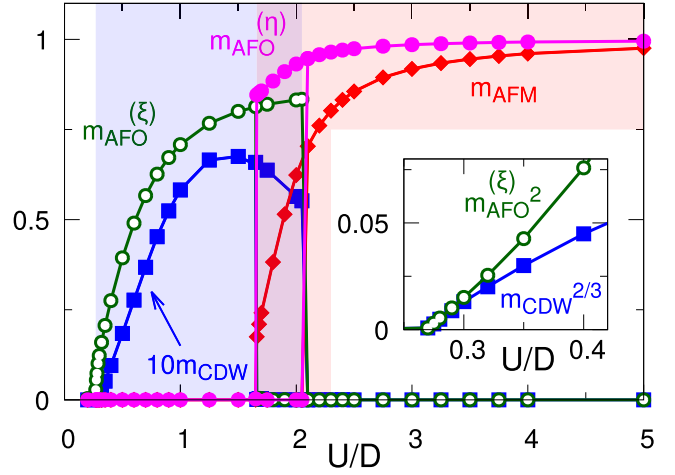 1
m_AFO^(η)
m_AFO^(ξ)
m_AFM
m_AFO^(ξ)2
0.5
0.05
m_CDW^2/3
10m_CDW
0
0.3
0.4
U/D
0
0
1
2
3
4
5
U/D